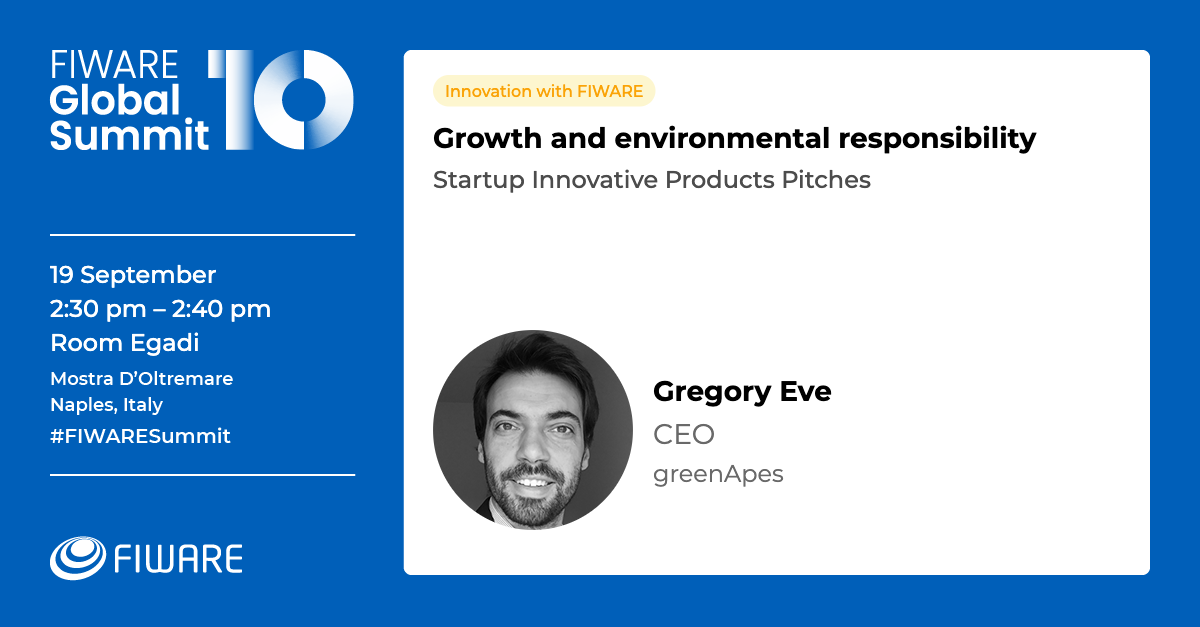 FIWARE
Global
Summit
10
19 September
2:30 pm – 2:40 pm
Room Egadi
Mostra D’Oltremare
Naples, Italy
#FIWARESummit
FIWARE
Innovation with FIWARE
Growth and environmental responsibility
Startup Innovative Products Pitches
Gregory Eve
CEO
greenApes